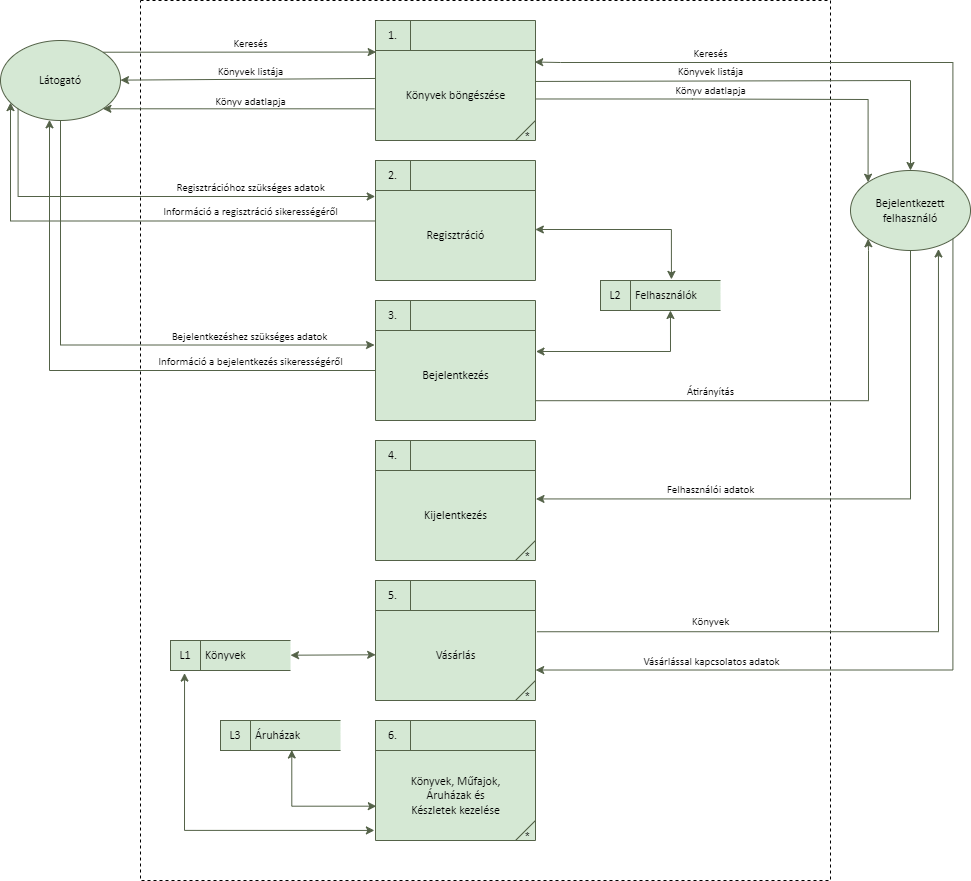 1.
Keresés
Könyvek listája
Könyv adatlapja
Látogató
Könyvek böngészése
*
Keresés
Könyvek listája
Könyv adatlapja
2.
Regisztrációhoz szükséges adatok
Információ a regisztráció sikerességéről
Regisztráció
Bejelentkezett
felhasználó
L2
Felhasználók
3.
Bejelentkezéshez szükséges adatok
Információ a bejelentkezés sikerességéről
Bejelentkezés
Átirányítás
4.
Kijelentkezés
*
Felhasználói adatok
5.
Könyvek
L1
Könyvek
Vásárlás
*
Vásárlással kapcsolatos adatok
L3
Áruházak
6.
Könyvek, Műfajok,
Áruházak és
Készletek kezelése
*